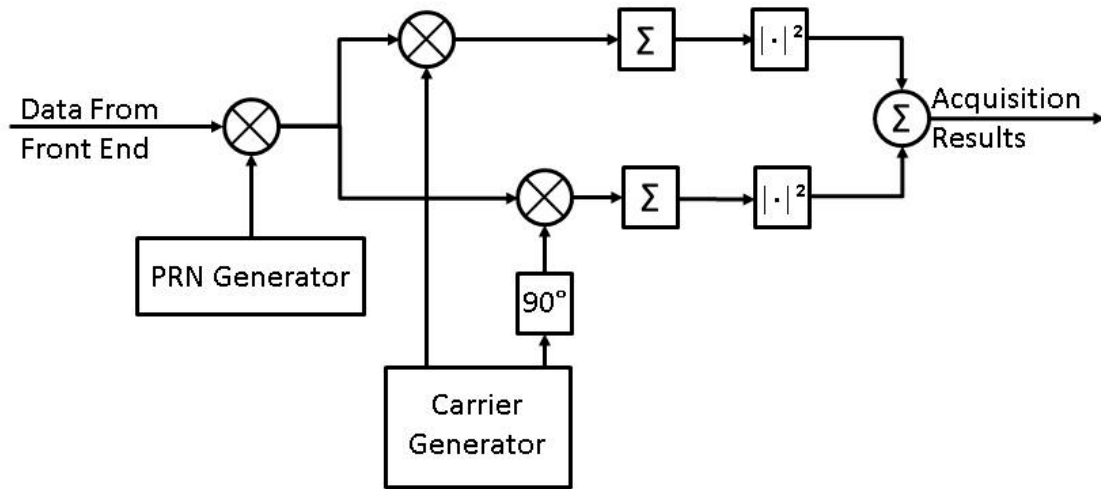 Σ
|·|²
Data From
Front End
Σ
Acquisition
Results
Σ
|·|²
PRN Generator
90°
Carrier
Generator